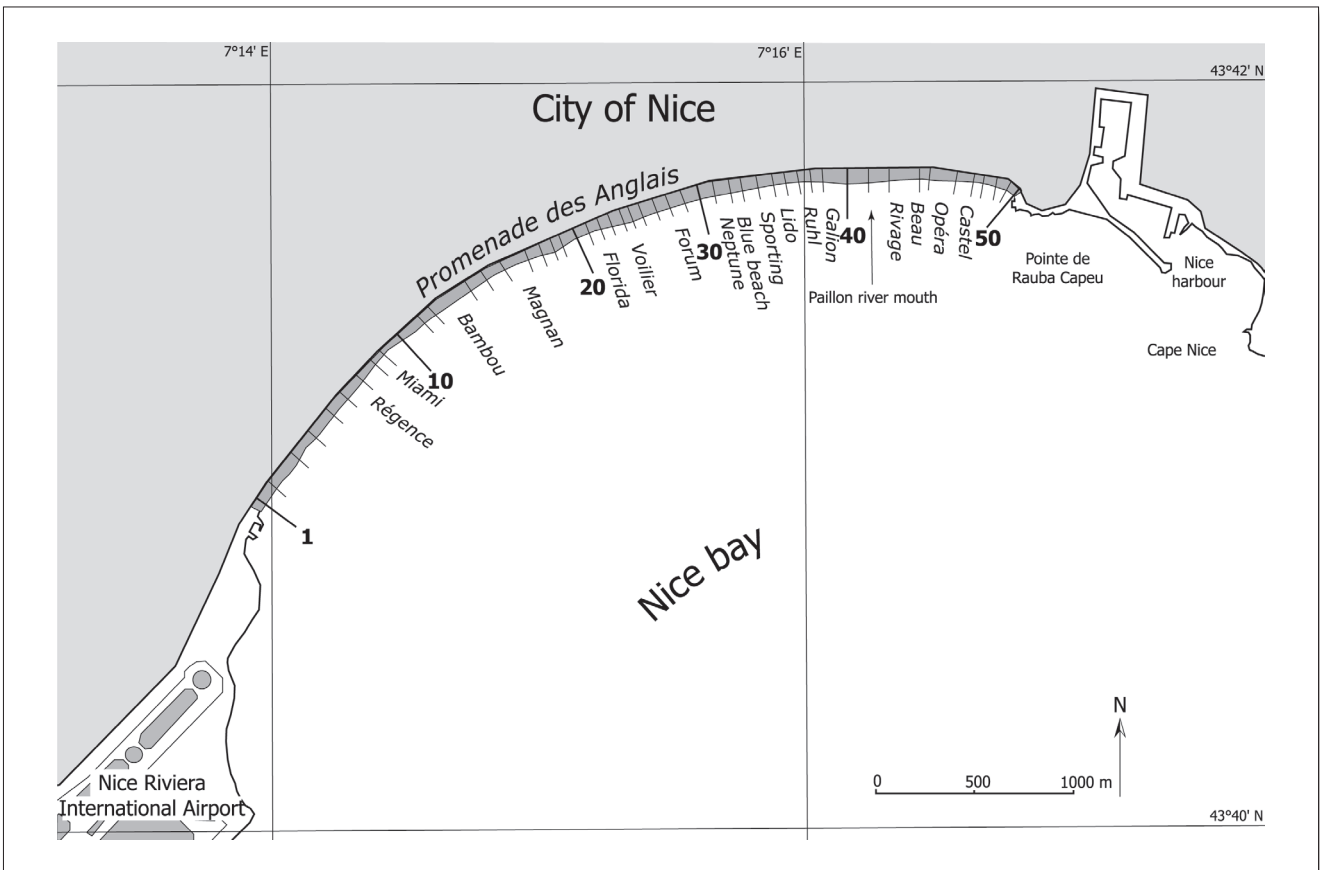 7°14' E
7°16' E
43°42' N
City of Nice
Promenade des Anglais
1
Régence
Miami
10
Bambou
Magnan
20
Florida
Voilier
Forum
30
Neptune
Blue beach
Sporting
Lido
Ruhl
Galion
40
Paillon river mouth
Rivage
Beau
Opéra
Castel
50
Pointe de
Rauba Capeu
Nice
harbour
Cape Nice
Nice bay
N
0 500 1000 m
Nice Riviera
International Airport
43°40' N